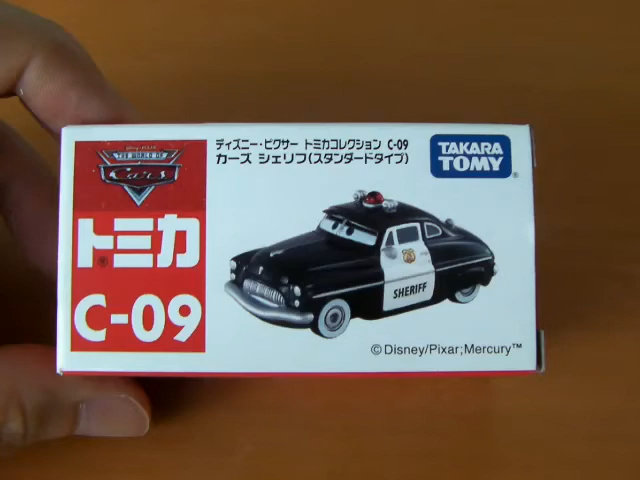 ディズニー・ピクサー トミカコレクション C-09
カーズ シェリフ(スタンダードタイプ)
TAKARA
TOMY®
DISNEY·PIXAR
THE WORLD OF
Cars
トミカ®
C-09
SHERIFF
©Disney/Pixar;Mercury™